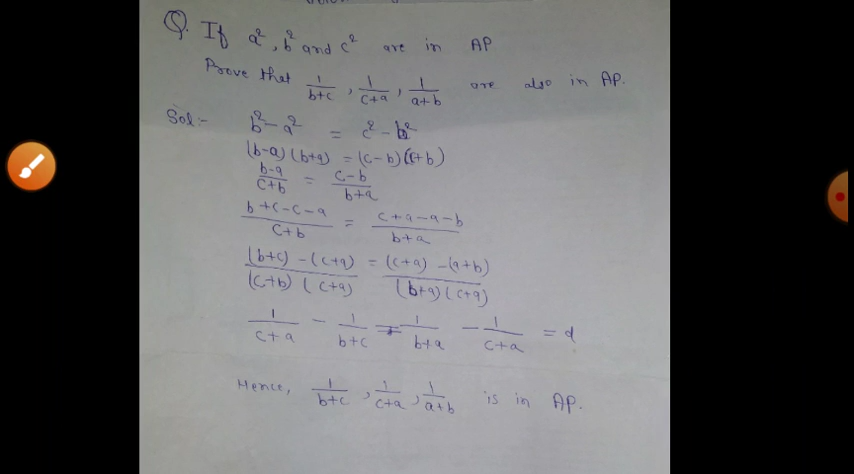 Q. If a², b² and c² are in AP
Prove that 1/(b+c), 1/(c+a), 1/(a+b) are also in AP.
Sol:- b²-a² = c²-b²
(b-a)(b+a) = (c-b)(c+b)
(b-a)/(c+b) = (c-b)/(b+a)
(b+c-c-a)/(c+b) = (c+a-a-b)/(b+a)
((b+c)-(c+a))/((c+b)(c+a)) = ((c+a)-(a+b))/((b+a)(c+a))
1/(c+a) - 1/(b+c) = 1/(b+a) - 1/(c+a) = d
Hence, 1/(b+c), 1/(c+a), 1/(a+b) is in AP.